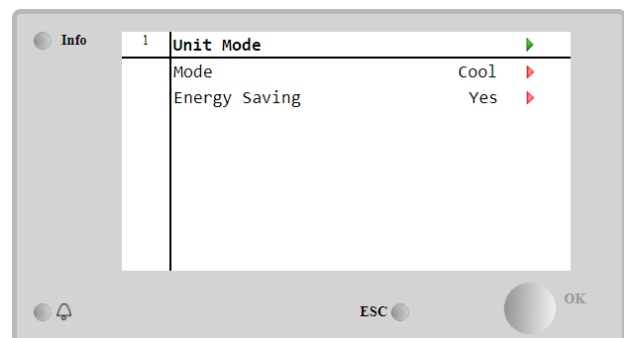 Info
1 Unit Mode
Mode Cool
Energy Saving Yes
ESC
OK